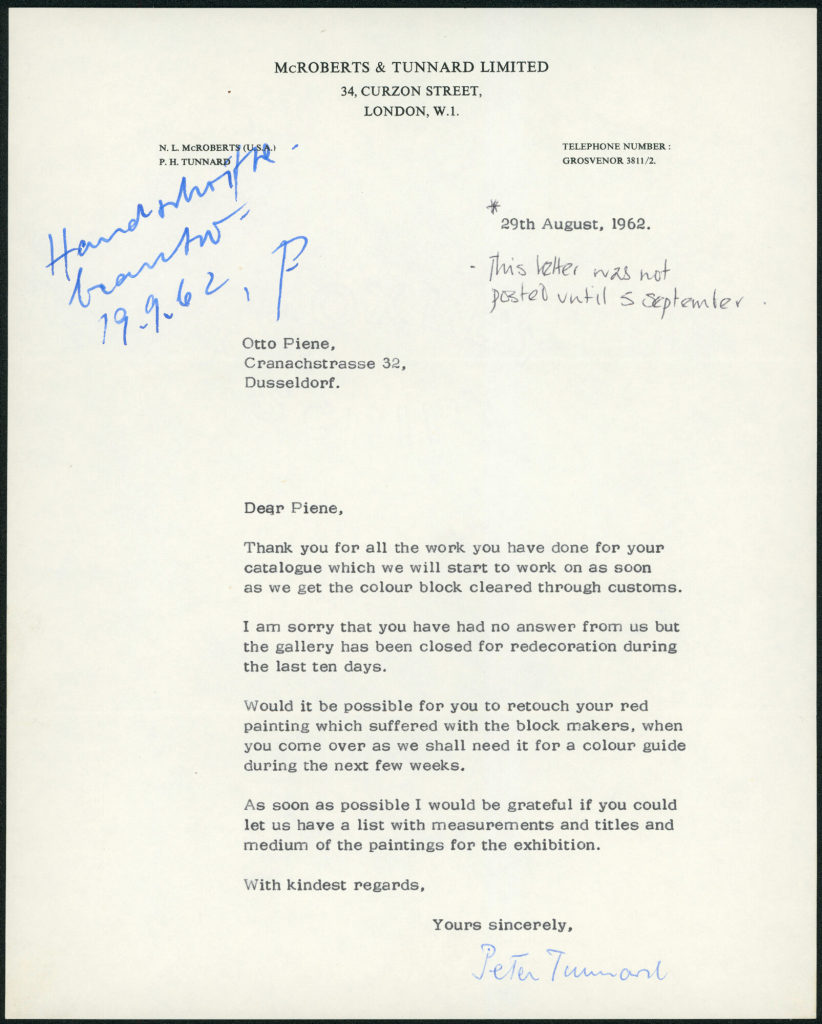 McROBERTS & TUNNARD LIMITED
34, CURZON STREET,
LONDON, W.1.
N. L. McROBERTS (U.S.A.)
P. H. TUNNARD
TELEPHONE NUMBER :
GROSVENOR 3811/2.
Handschriftl.
beantw.
19.9.62, P
*
29th August, 1962.
- This letter was not
posted until 5 september.
Otto Piene,
Cranachstrasse 32,
Dusseldorf.
Dear Piene,
Thank you for all the work you have done for your
catalogue which we will start to work on as soon
as we get the colour block cleared through customs.
I am sorry that you have had no answer from us but
the gallery has been closed for redecoration during
the last ten days.
Would it be possible for you to retouch your red
painting which suffered with the block makers, when
you come over as we shall need it for a colour guide
during the next few weeks.
As soon as possible I would be grateful if you could
let us have a list with measurements and titles and
medium of the paintings for the exhibition.
With kindest regards,
Yours sincerely,
Peter Tunnard